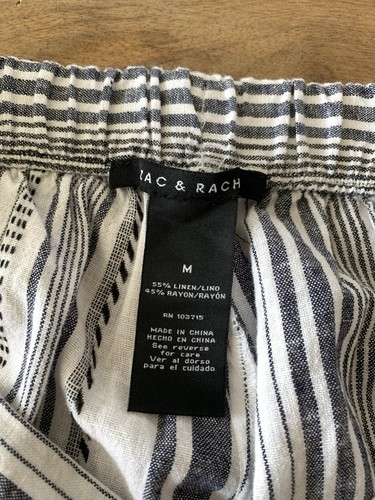 ZAC & RACH
M
55% LINEN/LINO
45% RAYON/RAYÓN
RN 103715
MADE IN CHINA
HECHO EN CHINA
See reverse
for care
Ver al dorso
para el cuidado